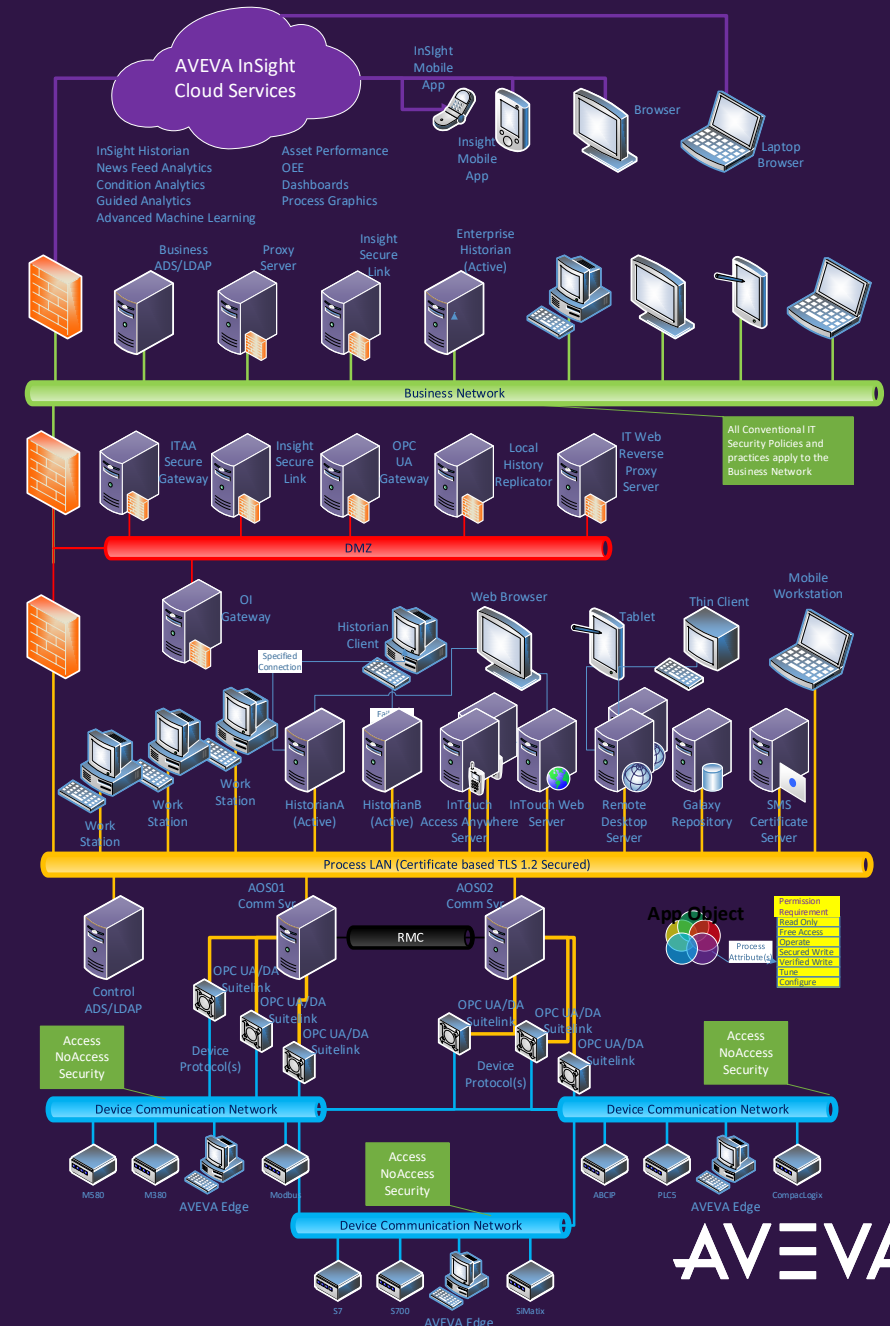 AVEVA InSight
Cloud Services
InSight
Mobile
App
Insight
Mobile
App
Browser
Laptop
Browser
InSight Historian
News Feed Analytics
Condition Analytics
Guided Analytics
Advanced Machine Learning
Asset Performance
OEE
Dashboards
Process Graphics
Business
ADS/LDAP
Proxy
Server
Insight
Secure
Link
Enterprise
Historian
(Active)
Business Network
All Conventional IT
Security Policies and
practices apply to the
Business Network
ITAA
Secure
Gateway
Insight
Secure
Link
OPC
UA
Gateway
Local
History
Replicator
IT Web
Reverse
Proxy
Server
DMZ
OI
Gateway
Historian
Client
Web Browser
Tablet
Thin Client
Mobile
Workstation
Specified
Connection
Work
Station
Work
Station
Work
Station
HistorianA
(Active)
HistorianB
(Active)
InTouch
Access Anywhere
Server
InTouch Web
Server
Remote
Desktop
Server
Galaxy
Repository
SMS
Certificate
Server
Process LAN (Certificate based TLS 1.2 Secured)
AOS01
Comm Svr
AOS02
Comm Svr
RMC
Control
ADS/LDAP
App Object
Process
Attribute(s)
Permission
Requirement
Read Only
Free Access
Operate
Secured Write
Verified Write
Tune
Configure
OPC UA/DA
Suitelink
OPC UA/DA
Suitelink
OPC UA/DA
Suitelink
Device
Protocol(s)
OPC UA/DA
Suitelink
OPC UA/DA
Suitelink
OPC UA/DA
Suitelink
Device
Protocol(s)
Access
NoAccess
Security
Access
NoAccess
Security
Device Communication Network
Device Communication Network
M580
M380
AVEVA Edge
Modbus
Access
NoAccess
Security
ABCIP
PLC5
AVEVA Edge
CompacLogix
Device Communication Network
S7
S700
AVEVA Edge
SiMatix
AVEVA